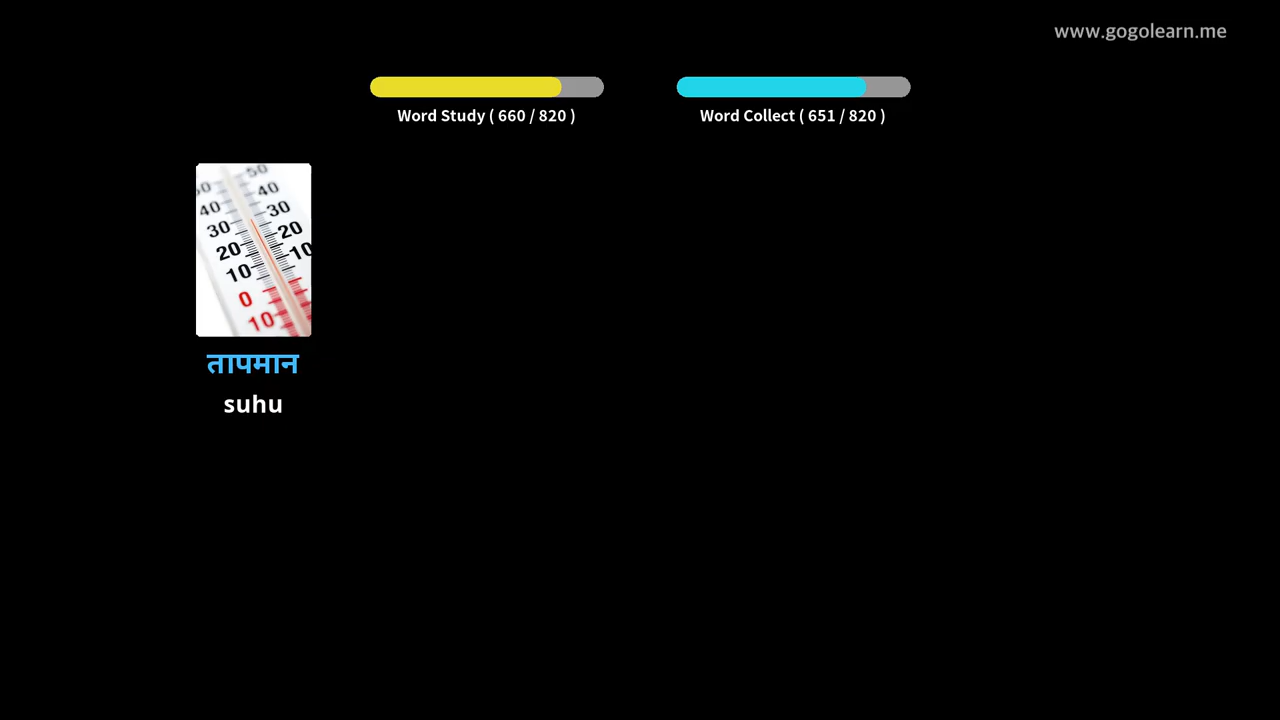 www.gogolearn.me
Word Study ( 660 / 820 )
Word Collect ( 651 / 820 )
50
40 40
30 30
20 20
10 10
0
10
तापमान
suhu